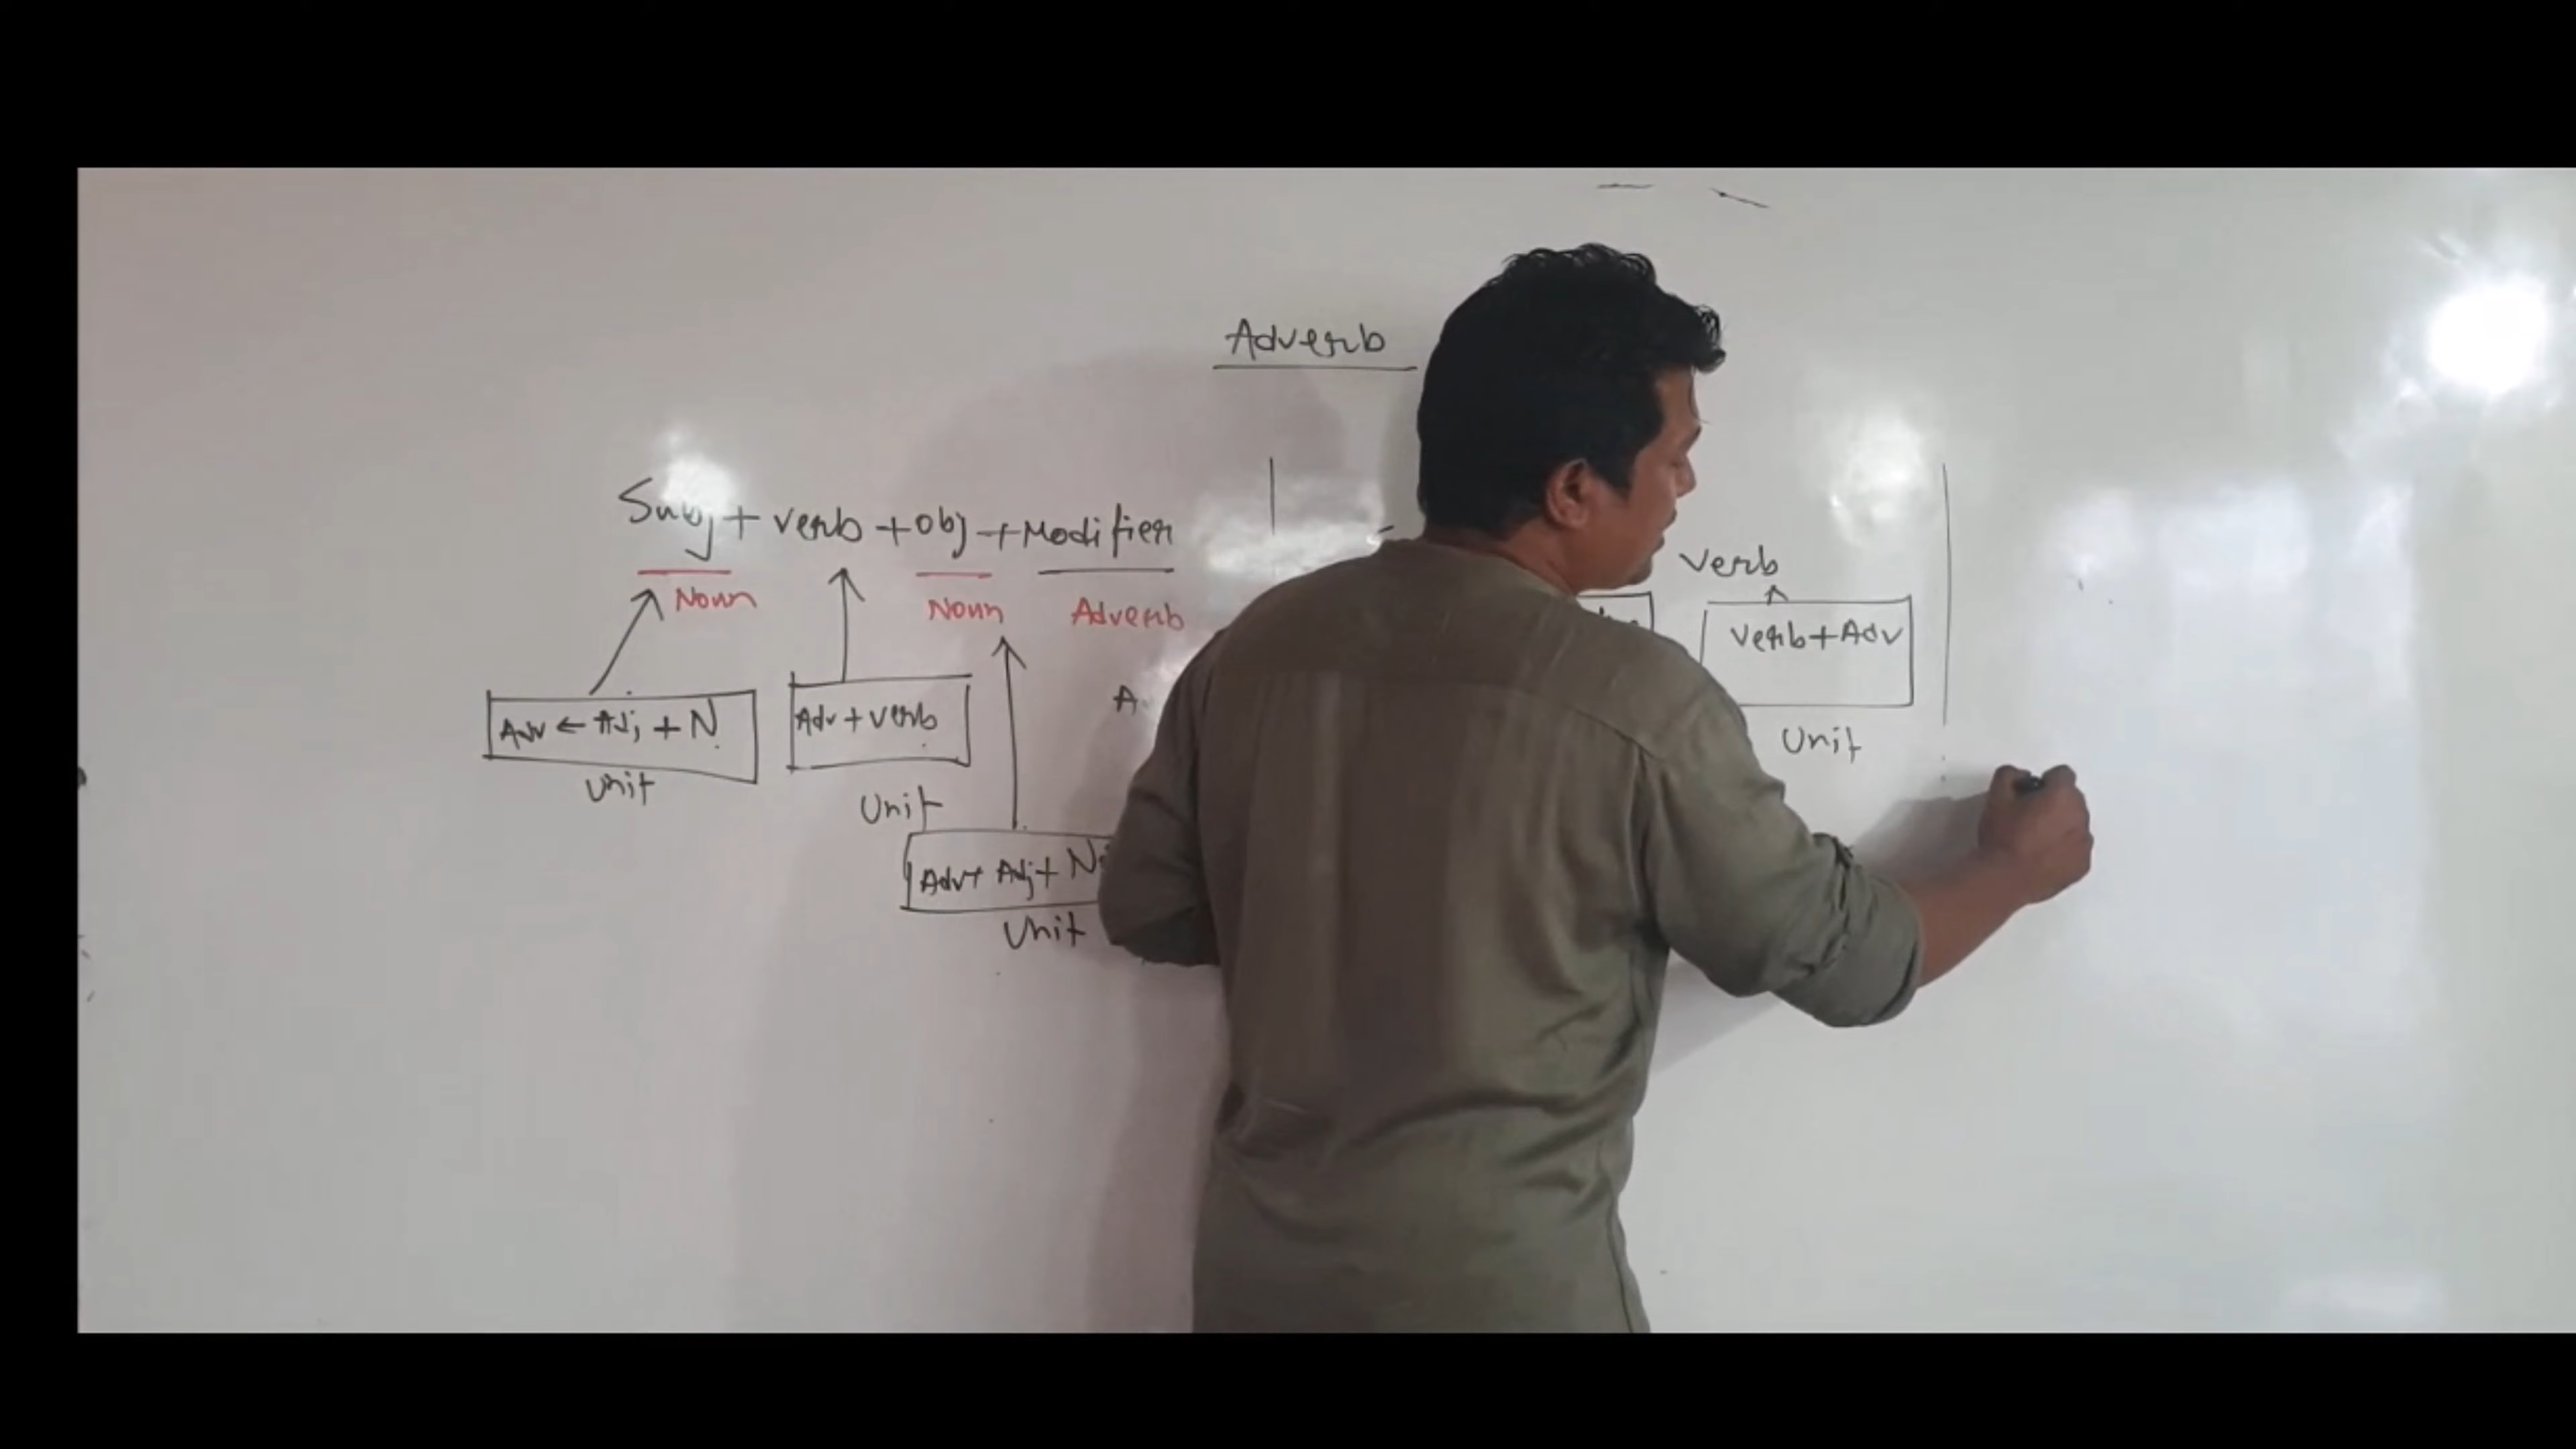 Adverb
Subj + verb + obj + Modifier
Noun Noun Adverb
verb
Verb + Adv
Unit
Adv ← Adj + N
Unit
Adv + verb
Unit
Adv + Adj + N
Unit